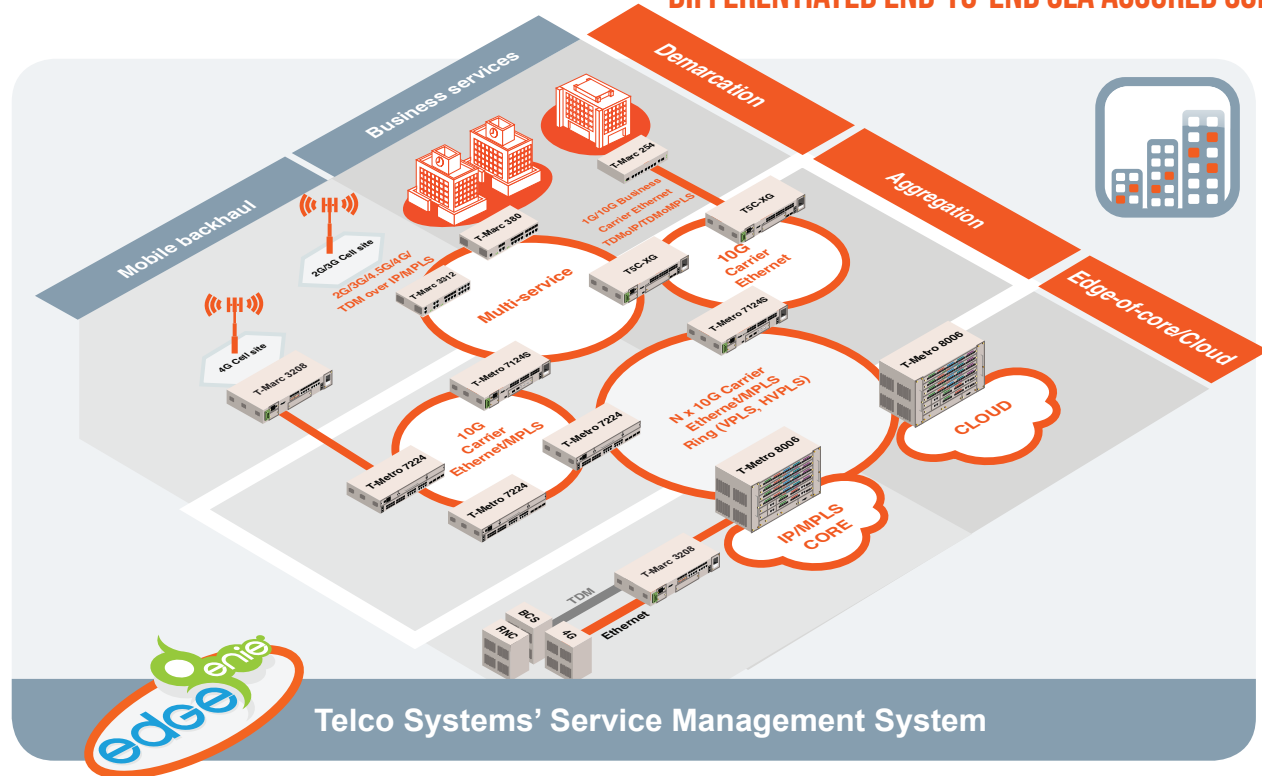 DIFFERENTIATED END-TO-END SLA ASSURED
Demarcation
Business services
Aggregation
Mobile backhaul
Edge-of-core/Cloud
T-Marc 254
1G/10G Business
Carrier Ethernet
TDMoIP/TDMoMPLS
T5C-XG
T-Marc 380
2G/3G Cell site
2G/3G/4.5G/4G/
TDM over IP/MPLS
T-Marc 3312
Multi-service
T5C-XG
10G
Carrier
Ethernet
T-Metro 7124S
4G Cell site
T-Marc 3208
T-Metro 7124S
N x 10G Carrier
Ethernet/MPLS
Ring (VPLS, HVPLS)
T-Metro 8006
CLOUD
10G
Carrier
Ethernet/MPLS
T-Metro 7224
T-Metro 7224
T-Metro 7224
T-Metro 8006
IP/MPLS
CORE
T-Marc 3208
TDM
Ethernet
BCS
RNC
4G
edge genie
Telco Systems’ Service Management System